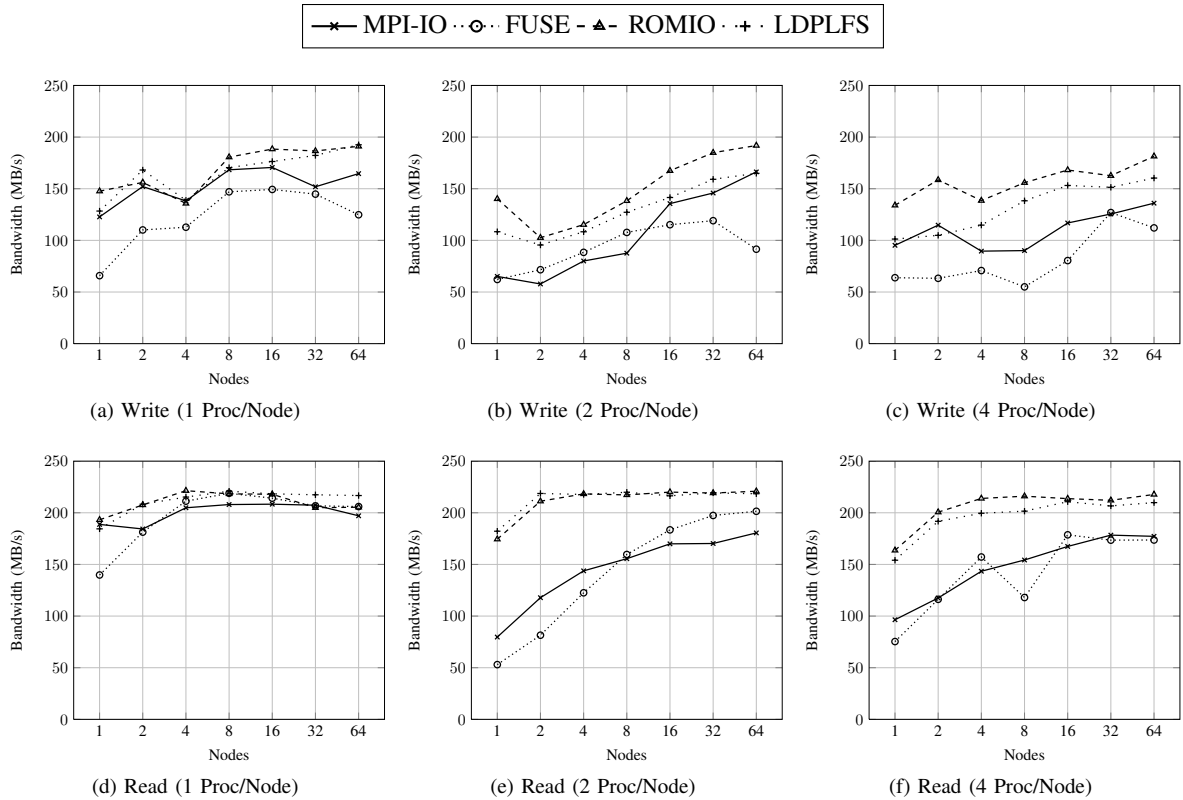 MPI-IO FUSE ROMIO LDPLFS
250
200
150
100
50
0
Bandwidth (MB/s)
1 2 4 8 16 32 64
Nodes
(a) Write (1 Proc/Node)
250
200
150
100
50
0
Bandwidth (MB/s)
1 2 4 8 16 32 64
Nodes
(b) Write (2 Proc/Node)
250
200
150
100
50
0
Bandwidth (MB/s)
1 2 4 8 16 32 64
Nodes
(c) Write (4 Proc/Node)
250
200
150
100
50
0
Bandwidth (MB/s)
1 2 4 8 16 32 64
Nodes
(d) Read (1 Proc/Node)
250
200
150
100
50
0
Bandwidth (MB/s)
1 2 4 8 16 32 64
Nodes
(e) Read (2 Proc/Node)
250
200
150
100
50
0
Bandwidth (MB/s)
1 2 4 8 16 32 64
Nodes
(f) Read (4 Proc/Node)